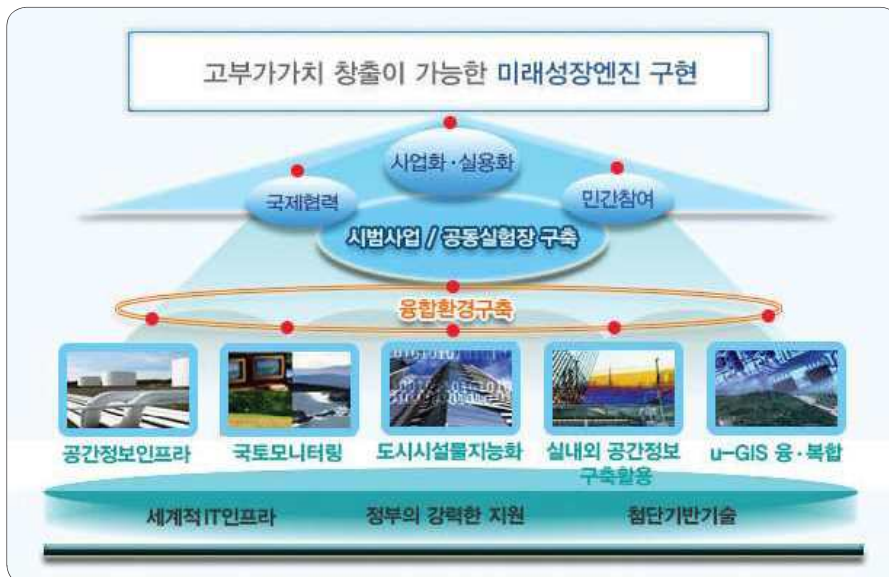 고부가가치 창출이 가능한 미래성장엔진 구현
사업화·실용화
국제협력
민간참여
시범사업 / 공동실험장 구축
융합환경구축
공간정보인프라
국토모니터링
도시시설물지능화
실내외 공간정보
구축활용
u-GIS 융·복합
세계적IT인프라
정부의 강력한 지원
첨단기반기술